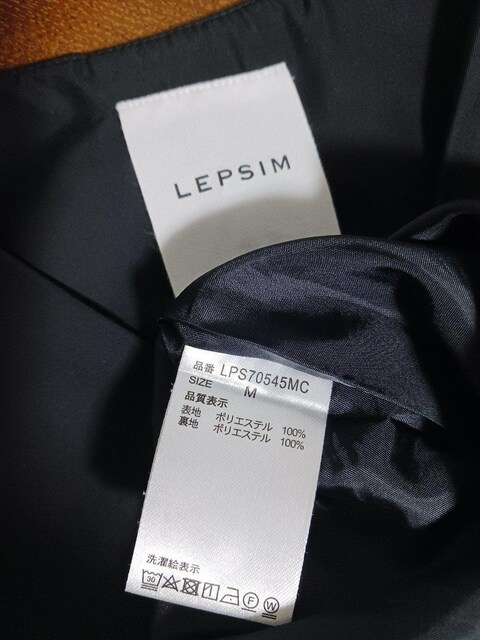 LEPSIM
品番 LPS70545MC
SIZE M
品質表示
表地 ポリエステル 100%
裏地 ポリエステル 100%
洗濯絵表示
30 F W